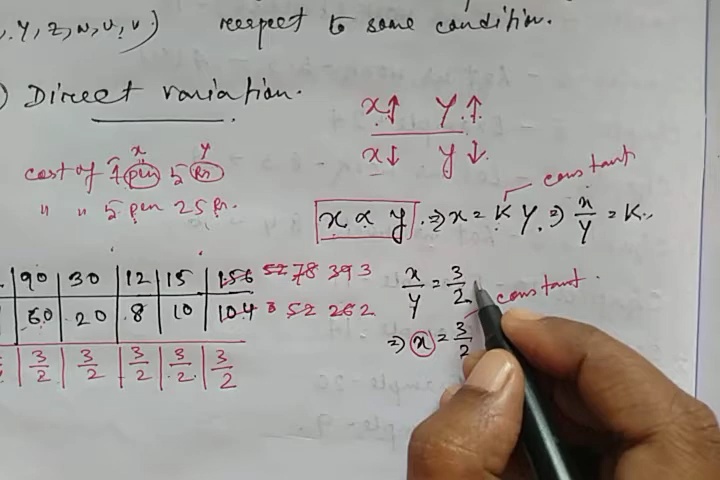 , Y, Z, N, U, V) respect to some condition.
) Direct variation.
x↑ Y↑
x↓ y↓
x y
cost of 1 pen 5 Rs
" " 5 pen 25 Rs.
constant
x ∝ y ⇒ x = K Y. ⇒ x/y = K.
90 30 12 15 156 52 78 393
60 20 8 10 104 52 262
3/2 3/2 3/2 3/2 3/2
x/y = 3/2
constant.
⇒ x = 3/2